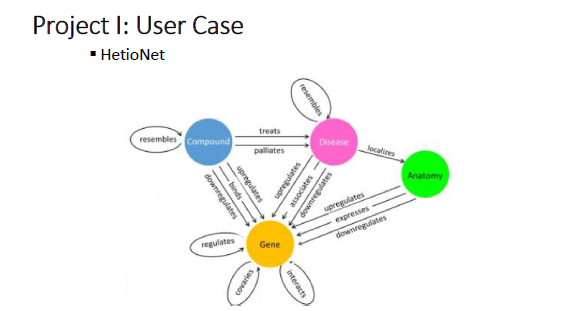 Project I: User Case
▪ HetioNet
resembles
resembles
Compound
treats
palliates
Disease
localizes
Anatomy
upregulates
binds
downregulates
upregulates
associates
downregulates
upregulates
expresses
downregulates
regulates
Gene
covaries
interacts